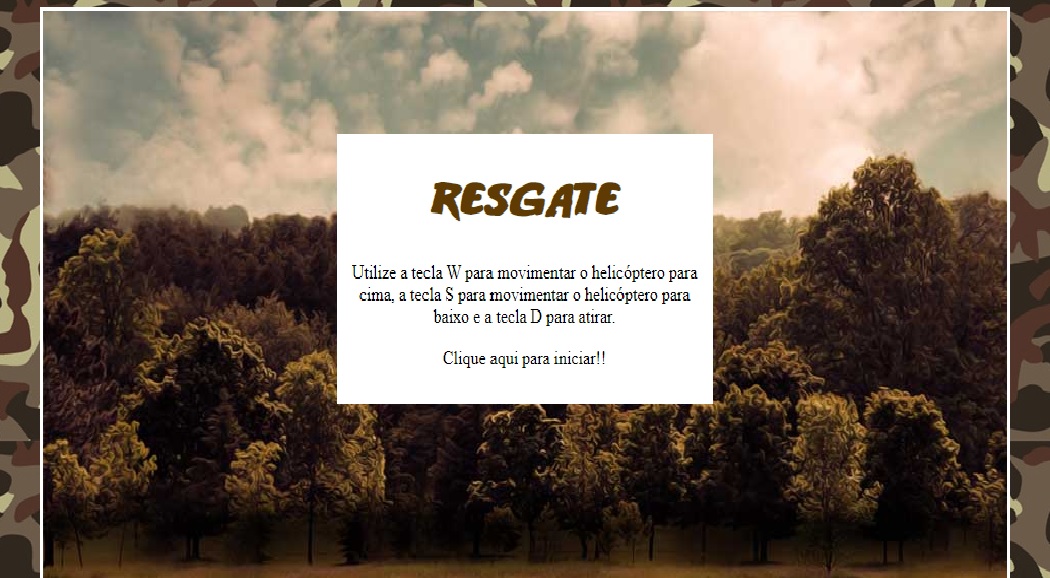 RESGATE
Utilize a tecla W para movimentar o helicóptero para
cima, a tecla S para movimentar o helicóptero para
baixo e a tecla D para atirar.
Clique aqui para iniciar!!